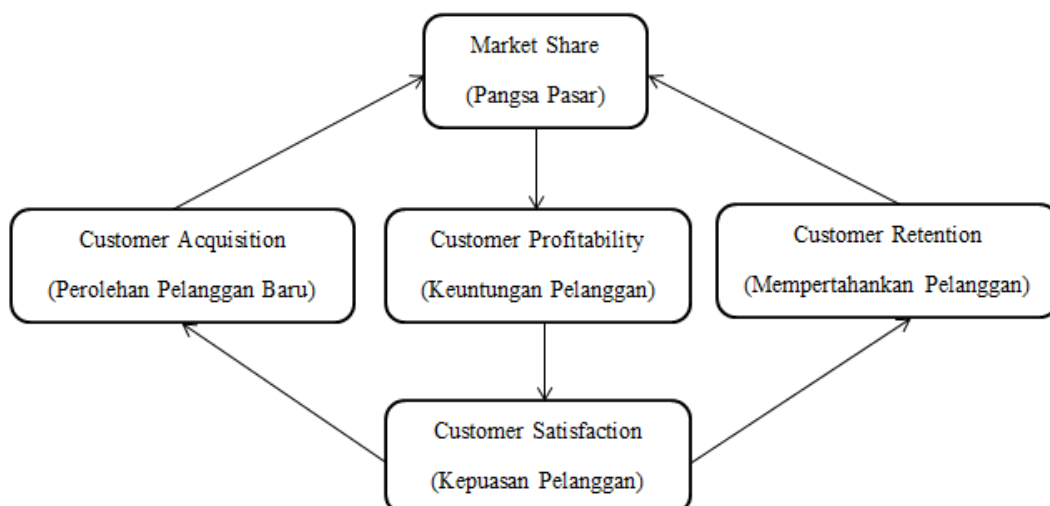 Market Share
(Pangsa Pasar)
Customer Acquisition
(Perolehan Pelanggan Baru)
Customer Profitability
(Keuntungan Pelanggan)
Customer Retention
(Mempertahankan Pelanggan)
Customer Satisfaction
(Kepuasan Pelanggan)